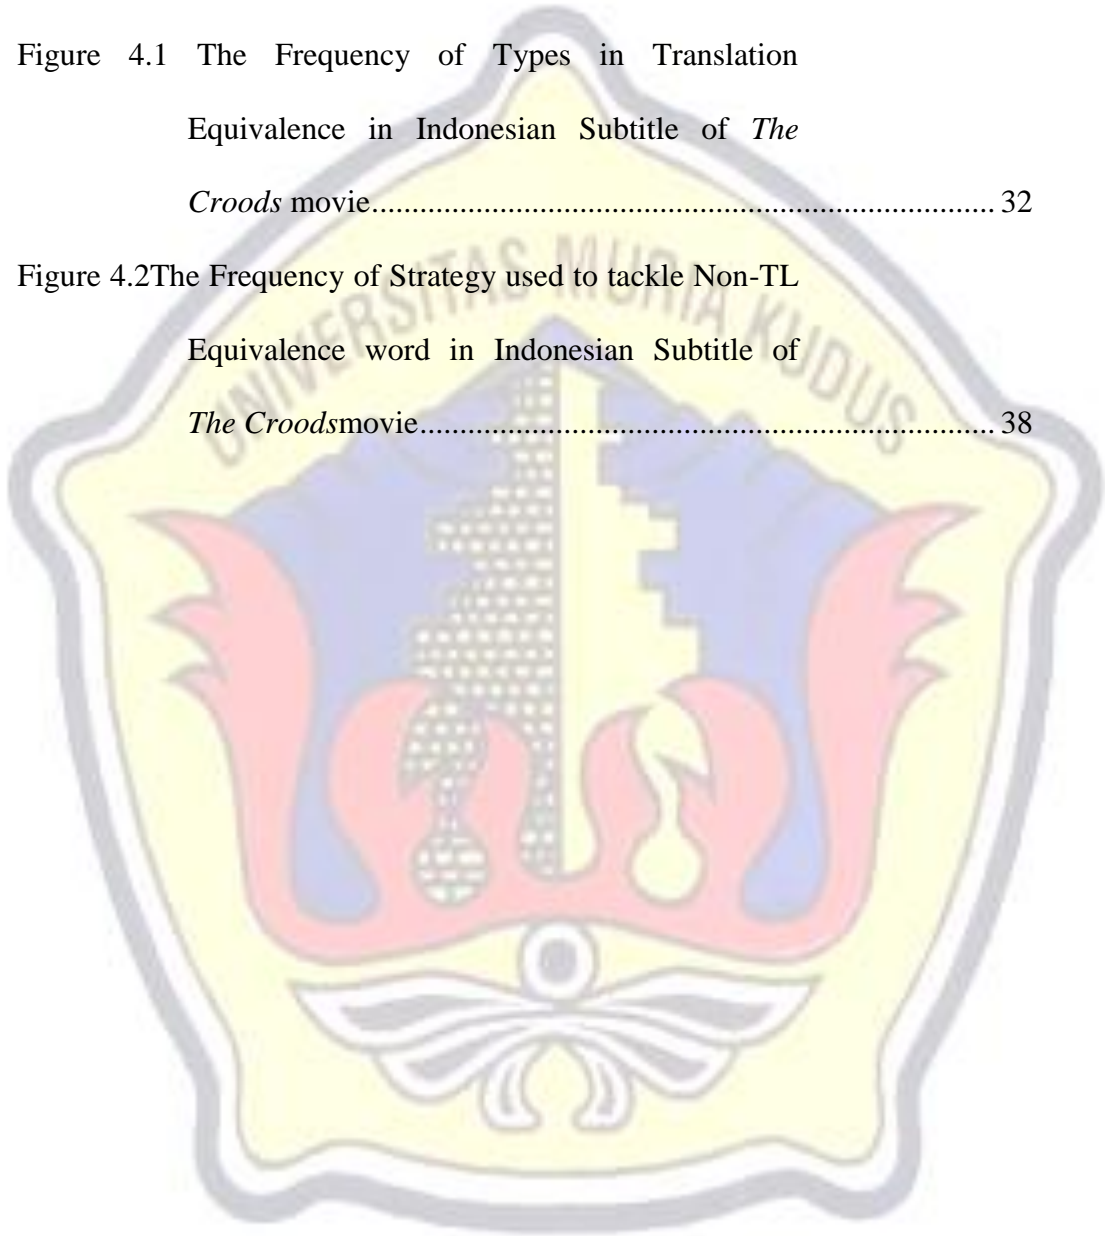 Figure 4.1 The Frequency of Types in Translation
Equivalence in Indonesian Subtitle of The
Croods movie............................................................................. 32
Figure 4.2The Frequency of Strategy used to tackle Non-TL
Equivalence word in Indonesian Subtitle of
The Croodsmovie....................................................................... 38
UNIVERSITAS MURIA KUDUS